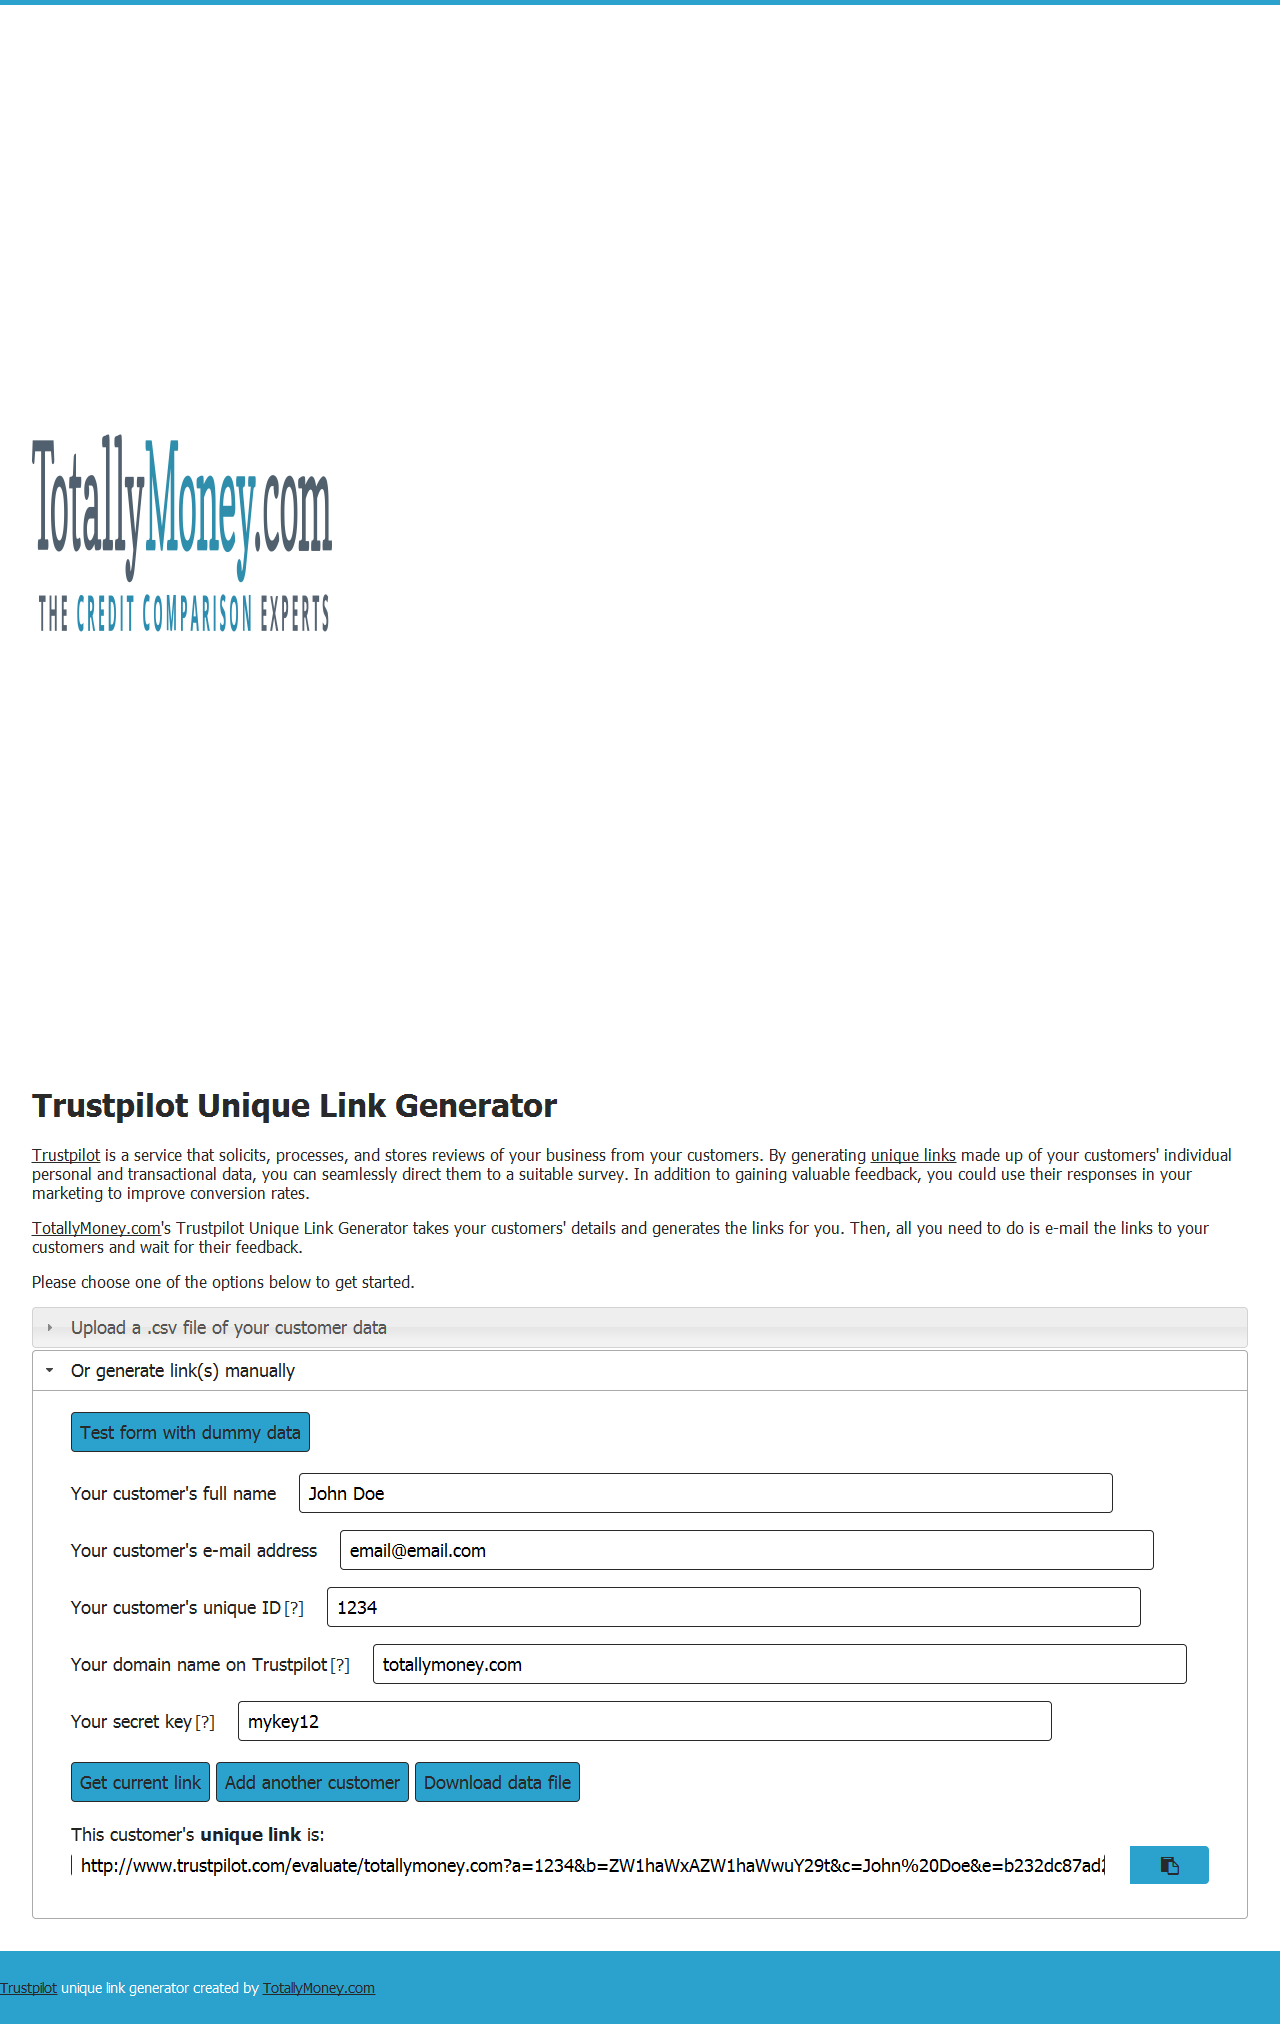 TotallyMoney.com
THE CREDIT COMPARISON EXPERTS
Trustpilot Unique Link Generator
Trustpilot is a service that solicits, processes, and stores reviews of your business from your customers. By generating unique links made up of your customers' individual
personal and transactional data, you can seamlessly direct them to a suitable survey. In addition to gaining valuable feedback, you could use their responses in your
marketing to improve conversion rates.
TotallyMoney.com's Trustpilot Unique Link Generator takes your customers' details and generates the links for you. Then, all you need to do is e-mail the links to your
customers and wait for their feedback.
Please choose one of the options below to get started.
Upload a .csv file of your customer data
Or generate link(s) manually
Test form with dummy data
Your customer's full name John Doe
Your customer's e-mail address email@email.com
Your customer's unique ID [?] 1234
Your domain name on Trustpilot [?] totallymoney.com
Your secret key [?] mykey12
Get current link Add another customer Download data file
This customer's unique link is:
http://www.trustpilot.com/evaluate/totallymoney.com?a=1234&b=ZW1haWxAZW1haWwuY29t&c=John%20Doe&e=b232dc87ad2
Trustpilot unique link generator created by TotallyMoney.com